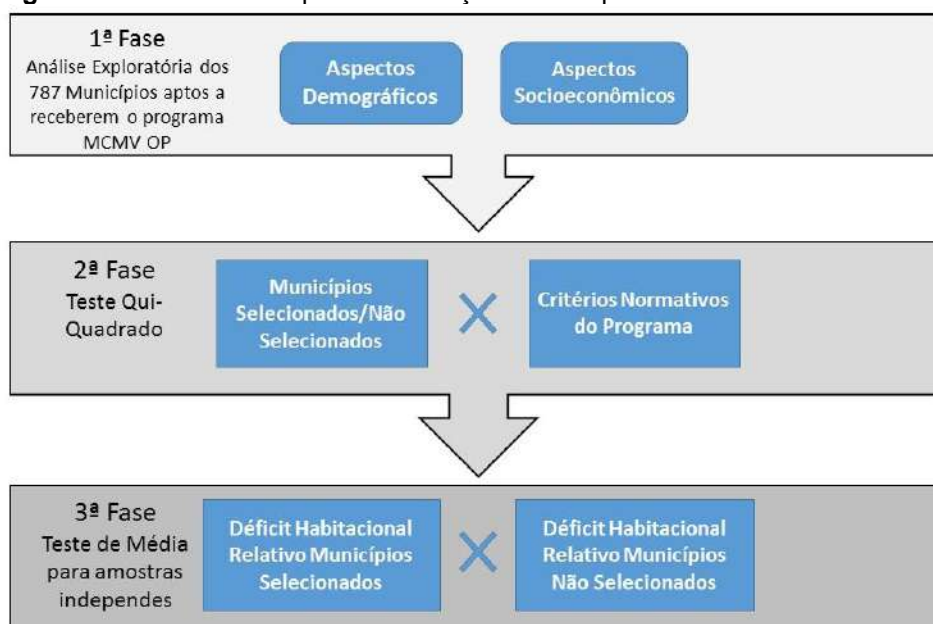 1ª Fase
Análise Exploratória dos
787 Municípios aptos a
receberem o programa
MCMV OP
Aspectos
Demográficos
Aspectos
Socioeconômicos
2ª Fase
Teste Qui-
Quadrado
Municípios
Selecionados/Não
Selecionados
Critérios Normativos
do Programa
3ª Fase
Teste de Média
para amostras
independes
Déficit Habitacional
Relativo Municípios
Selecionados
Déficit Habitacional
Relativo Municípios
Não Selecionados